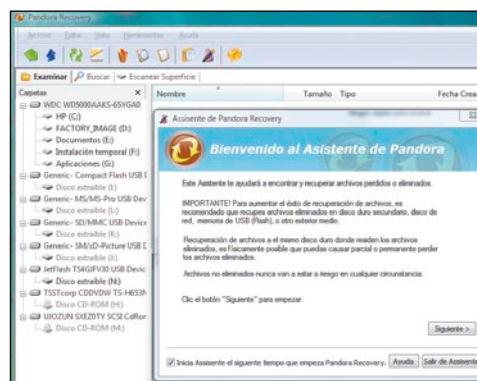 Pandora Recovery
Archivo Editar Vista Herramientas Ayuda
Examinar Buscar Escanear Superficie
Carpetas X
Nombre Tamaño Tipo Fecha Crea
WDC WD5000AAKS-65YGA0
HP (C:)
FACTORY_IMAGE (D:)
Documentos (E:)
Instalación temporal (F:)
Aplicaciones (G:)
Generic- Compact Flash USB D
Disco extraíble (I:)
Generic- MS/MS-Pro USB Dev
Disco extraíble (L:)
Generic- SD/MMC USB Device
Disco extraíble (K:)
Generic- SM/xD-Picture USB D
Disco extraíble (J:)
JetFlash TS4GJFV30 USB Devic
Disco extraíble (N:)
TSSTcorp CDDVDW TS-H653N
Disco CD-ROM (H:)
UJOZUN SXEZ0TY SCSI CdRom
Disco CD-ROM (M:)
Asisente de Pandora Recovery
Bienvenido al Asistente de Pandora
Este Asistente te ayudará a encontrar y recuperar archivos perdidos o eliminados.
IMPORTANTE! Para aumentar el éxito de recuperación de archivos, es
recomendado que recupes archivos eliminados en disco duro secundario, disco de
red, memoria de USB (Flash), o otro exterior medio.
Recuperación de archivos a el mismo disco duro donde residen los archivos
eliminados, es Físicamente posible que puedas causar parcial o permanente perder
los archivos eliminados.
Archivos no eliminados nunca van a estar a riesgo en cualquier circunstancia.
Clic el botón "Siguiente" para empezar.
Siguiente >
Inicia Assistente el siguente tiempo que empeza Pandora Recovery.
Ayuda
Salir de Assistente